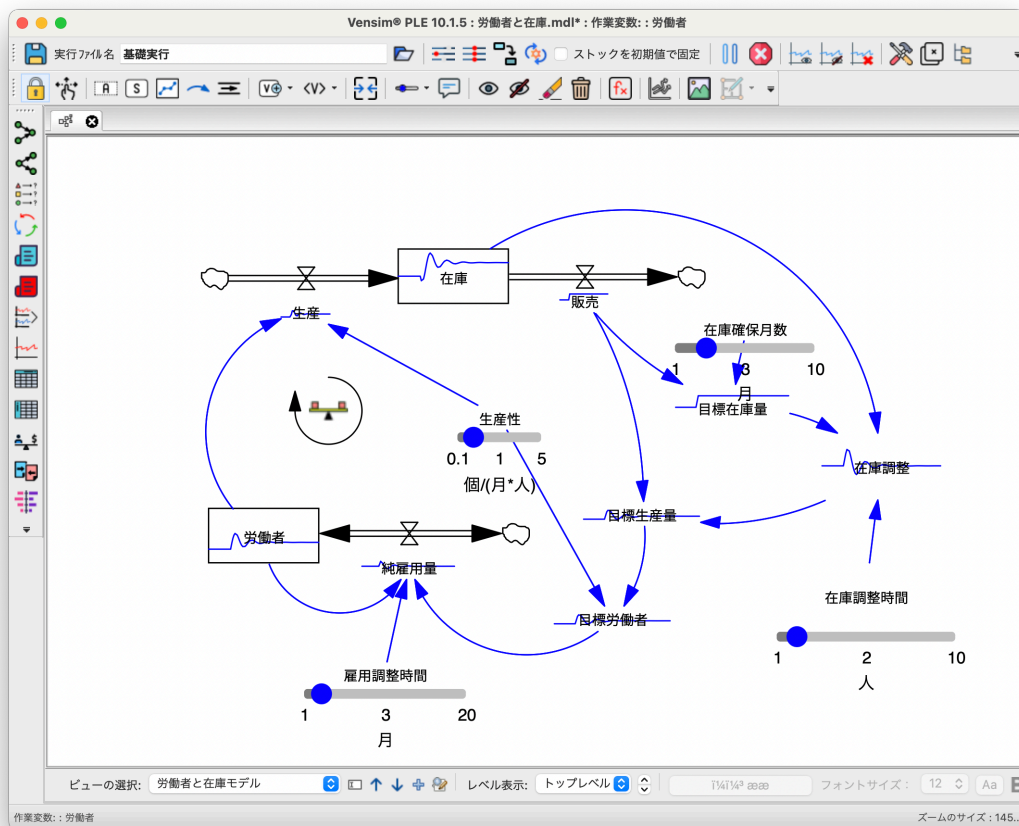 Vensim® PLE 10.1.5 : 労働者と在庫.mdl* : 作業変数: : 労働者
実行ファイル名 基礎実行
ストックを初期値で固定
A S
V
<V>
fx
在庫
生産
販売
在庫確保月数
1 3 10
月
目標在庫量
生産性
0.1 1 5
個/(月*人)
在庫調整
労働者
目標生産量
純雇用量
在庫調整時間
目標労働者
1 2 10
人
雇用調整時間
1 3 20
月
ビューの選択: 労働者と在庫モデル レベル表示: トップレベル フォントサイズ： 12 Aa
作業変数: : 労働者 ズームのサイズ : 145...